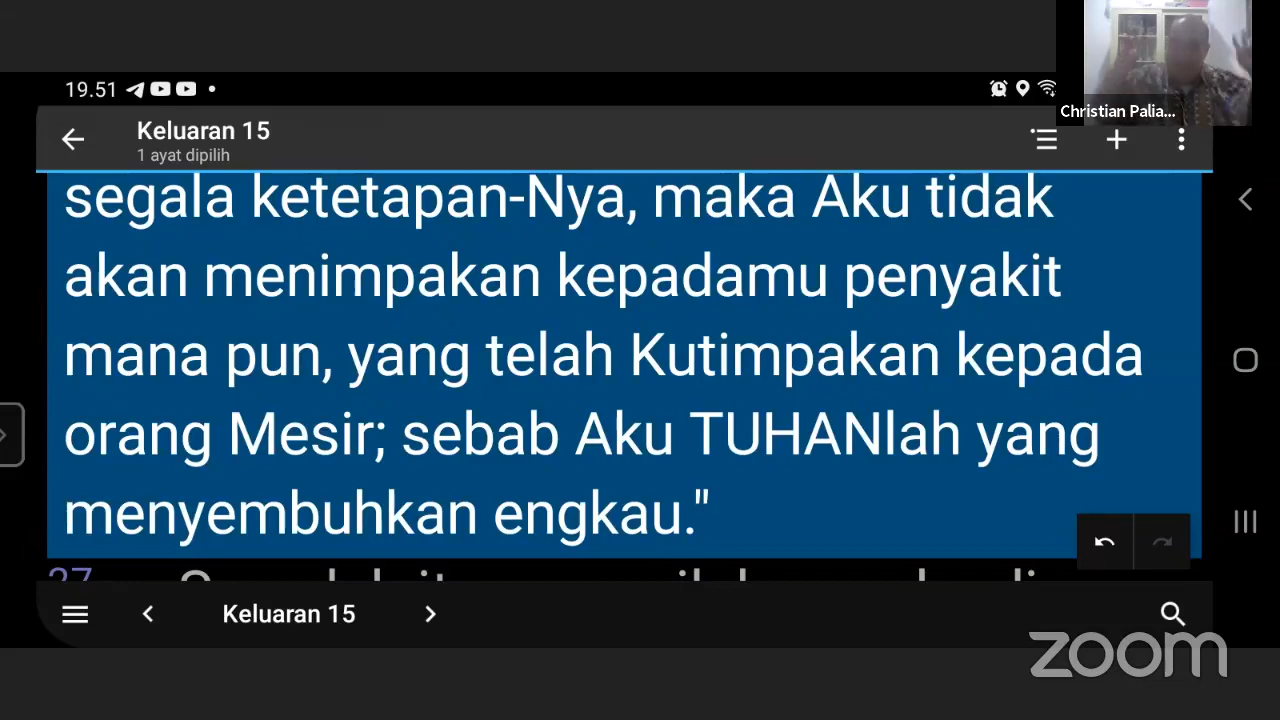 19.51
Christian Palia...
Keluaran 15
1 ayat dipilih
segala ketetapan-Nya, maka Aku tidak
akan menimpakan kepadamu penyakit
mana pun, yang telah Kutimpakan kepada
orang Mesir; sebab Aku TUHANlah yang
menyembuhkan engkau."
27
Keluaran 15
zoom